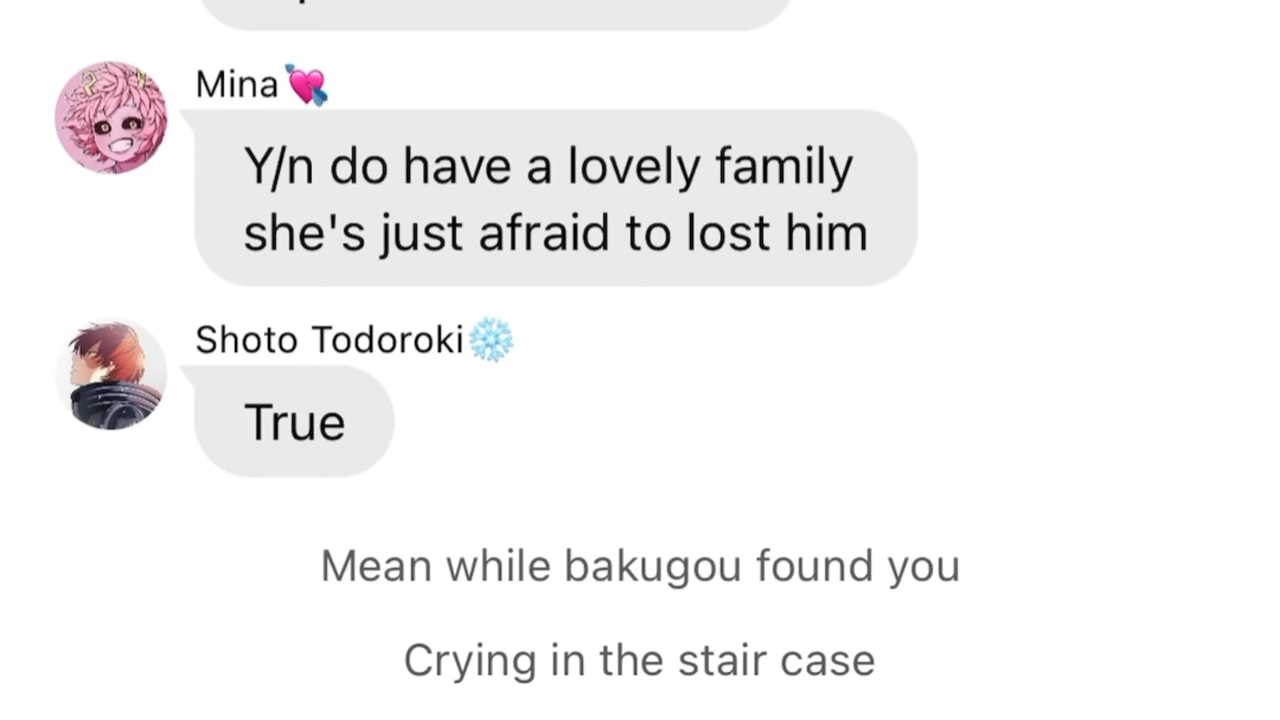 Mina💘
Y/n do have a lovely family
she's just afraid to lost him
Shoto Todoroki❄️
True
Mean while bakugou found you
Crying in the stair case